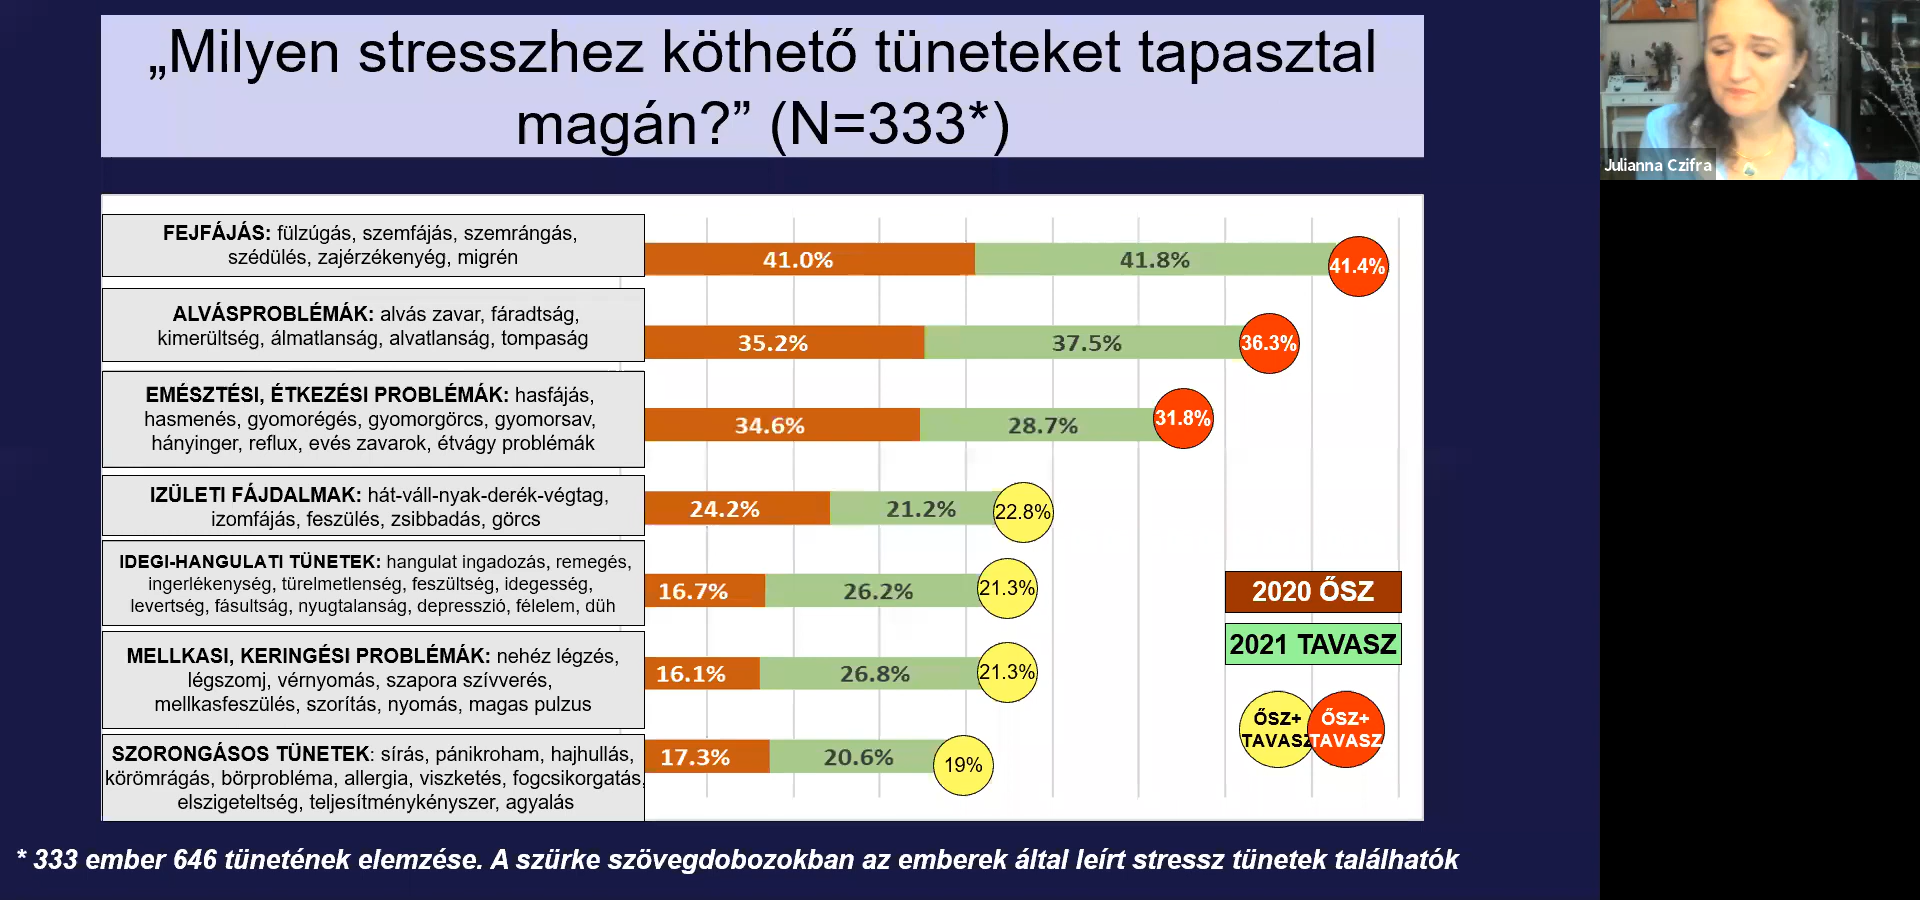 „Milyen stresszhez köthető tüneteket tapasztal
magán?” (N=333*)
Julianna Czifra
FEJFÁJÁS: fülzúgás, szemfájás, szemrángás,
szédülés, zajérzékenyég, migrén
41.0%
41.8%
41.4%
ALVÁSPROBLÉMÁK: alvás zavar, fáradtság,
kimerültség, álmatlanság, alvatlanság, tompaság
35.2%
37.5%
36.3%
EMÉSZTÉSI, ÉTKEZÉSI PROBLÉMÁK: hasfájás,
hasmenés, gyomorégés, gyomorgörcs, gyomorsav,
hányinger, reflux, evés zavarok, étvágy problémák
34.6%
28.7%
31.8%
IZÜLETI FÁJDALMAK: hát-váll-nyak-derék-végtag,
izomfájás, feszülés, zsibbadás, görcs
24.2%
21.2%
22.8%
IDEGI-HANGULATI TÜNETEK: hangulat ingadozás, remegés,
ingerlékenység, türelmetlenség, feszültség, idegesség,
levertség, fásultság, nyugtalanság, depresszió, félelem, düh
16.7%
26.2%
21.3%
MELLKASI, KERINGÉSI PROBLÉMÁK: nehéz légzés,
légszomj, vérnyomás, szapora szívverés,
mellkasfeszülés, szorítás, nyomás, magas pulzus
16.1%
26.8%
21.3%
SZORONGÁSOS TÜNETEK: sírás, pánikroham, hajhullás,
körömrágás, börprobléma, allergia, viszketés, fogcsikorgatás,
elszigeteltség, teljesítménykényszer, agyalás
17.3%
20.6%
19%
2020 ŐSZ
2021 TAVASZ
ŐSZ+
TAVASZ
ŐSZ+
TAVASZ
* 333 ember 646 tünetének elemzése. A szürke szövegdobozokban az emberek által leírt stressz tünetek találhatók